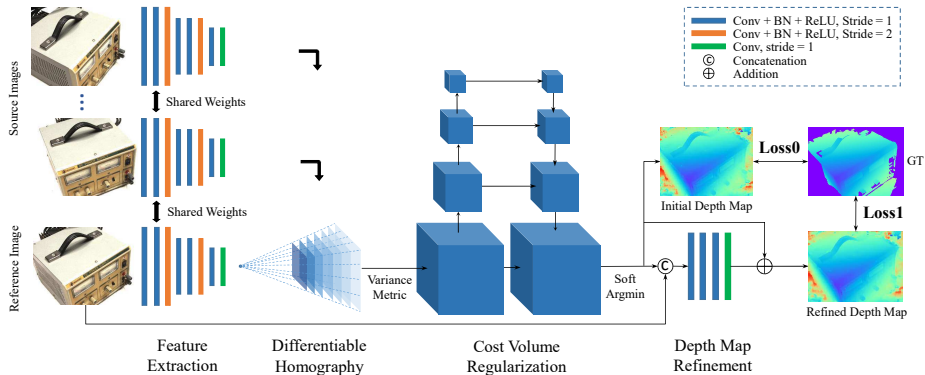 Conv + BN + ReLU, Stride = 1
Conv + BN + ReLU, Stride = 2
Conv, stride = 1
C Concatenation
Addition
Source Images
Shared Weights
Shared Weights
Reference Image
Variance
Metric
Soft
Argmin
C
Initial Depth Map
Loss0
GT
Loss1
Refined Depth Map
Feature
Extraction
Differentiable
Homography
Cost Volume
Regularization
Depth Map
Refinement